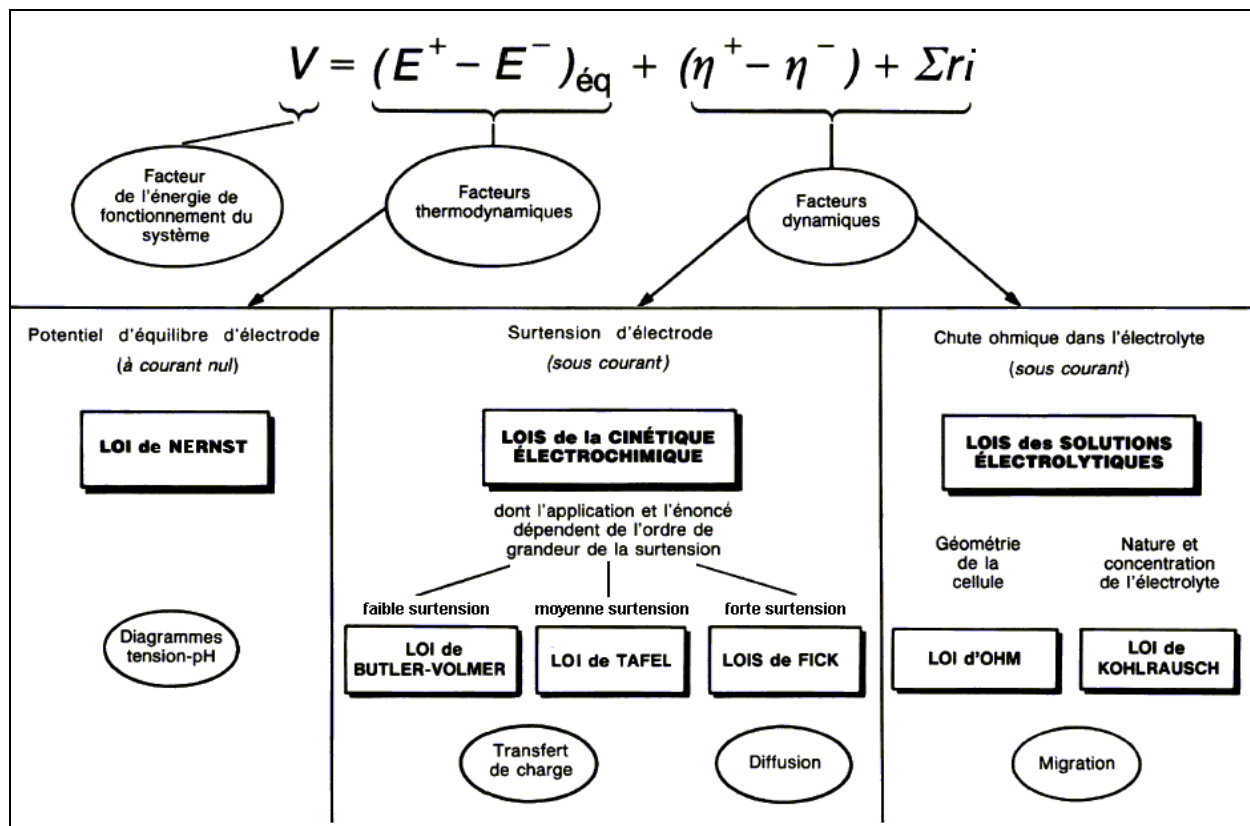 V = (E⁺ – E⁻)éq + (η⁺ – η⁻) + Σri
Facteur
de l'énergie de
fonctionnement du
système
Facteurs
thermodynamiques
Facteurs
dynamiques
Potentiel d'équilibre d'électrode
(à courant nul)
LOI de NERNST
Diagrammes
tension-pH
Surtension d'électrode
(sous courant)
LOIS de la CINÉTIQUE
ÉLECTROCHIMIQUE
dont l'application et l'énoncé
dépendent de l'ordre de
grandeur de la surtension
faible surtension
moyenne surtension
forte surtension
LOI de
BUTLER-VOLMER
LOI de TAFEL
LOIS de FICK
Transfert
de charge
Diffusion
Chute ohmique dans l'électrolyte
(sous courant)
LOIS des SOLUTIONS
ÉLECTROLYTIQUES
Géométrie
de la
cellule
Nature et
concentration
de l'électrolyte
LOI d'OHM
LOI de
KOHLRAUSCH
Migration